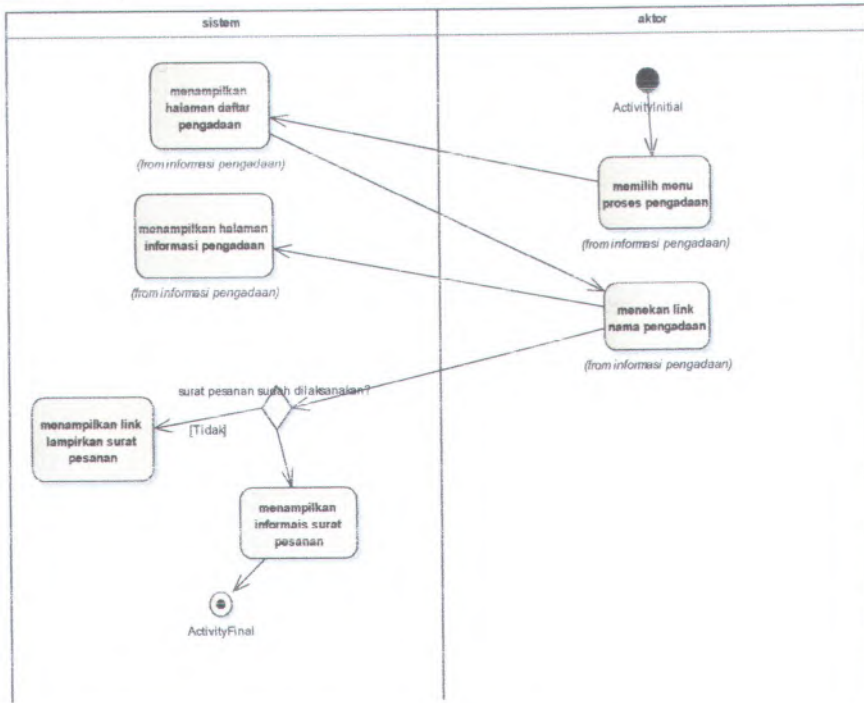 sistem
aktor
menampilkan
halaman daftar
pengadaan
(from informasi pengadaan)
ActivityInitial
memilih menu
proses pengadaan
(from informasi pengadaan)
menampilkan halaman
informasi pengadaan
(from informasi pengadaan)
menekan link
nama pengadaan
(from informasi pengadaan)
surat pesanan sudah dilaksanakan?
[Tidak]
menampilkan link
lampirkan surat
pesanan
menampilkan
informais surat
pesanan
ActivityFinal